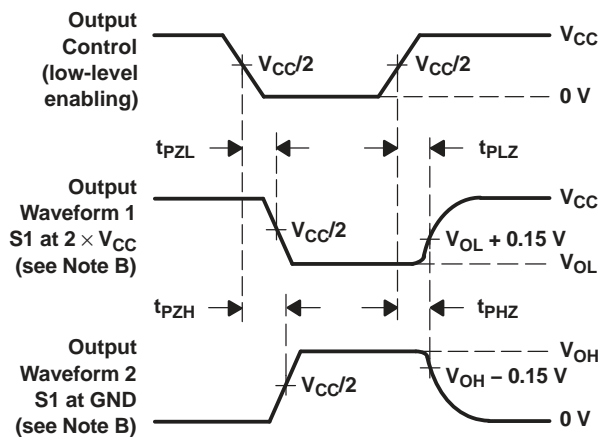 Output
Control
(low-level
enabling)
V_CC/2
V_CC/2
V_CC
0 V
t_PZL
t_PLZ
Output
Waveform 1
S1 at 2 × V_CC
(see Note B)
V_CC/2
V_CC
V_OL + 0.15 V
V_OL
t_PZH
t_PHZ
Output
Waveform 2
S1 at GND
(see Note B)
V_CC/2
V_OH
V_OH – 0.15 V
0 V